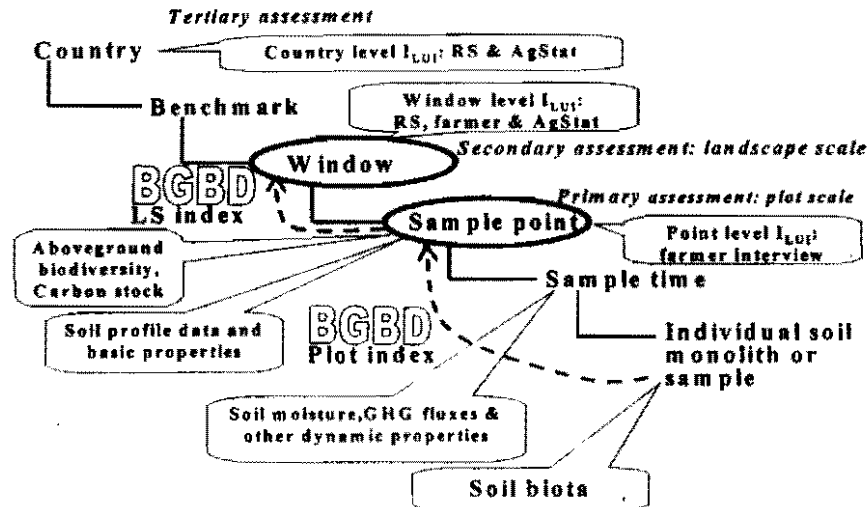 Tertiary assessment
Country
Country level I_LUI: RS & AgStat
Benchmark
Window level I_LUI:
RS, farmer & AgStat
Window
Secondary assessment: landscape scale
BGBD
LS index
Primary assessment: plot scale
Sample point
Point level I_LUI:
farmer interview
Aboveground
biodiversity,
Carbon stock
Sample time
Soil profile data and
basic properties
BGBD
Plot index
Individual soil
monolith or
sample
Soil moisture,GHG fluxes &
other dynamic properties
Soil biota